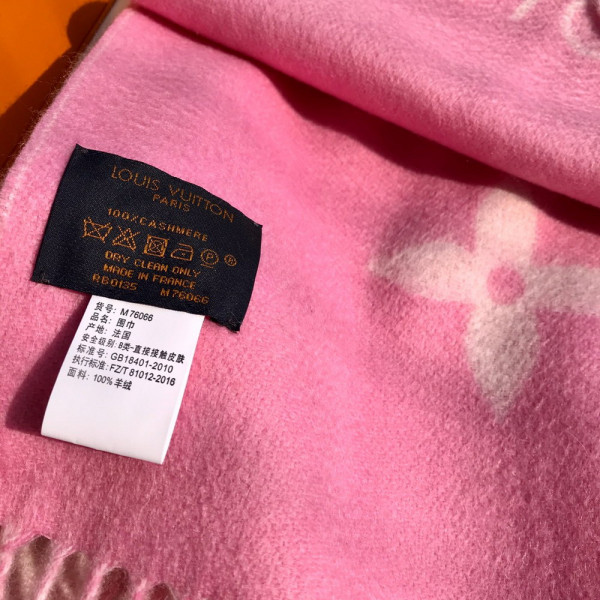 LOUIS VUITTON
PARIS
100%CASHMERE
DRY CLEAN ONLY
MADE IN FRANCE
RB0135 M76066
货号: M76066
品名: 围巾
产地: 法国
安全级别: B类-直接接触皮肤
标准号: GB18401-2010
执行标准: FZ/T 81012-2016
面料: 100%羊绒